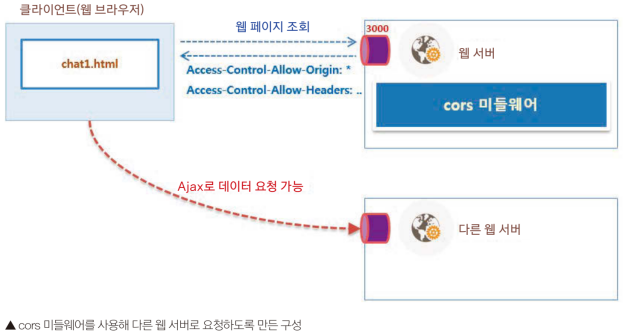 클라이언트(웹 브라우저)
웹 페이지 조회
3000
chat1.html
웹 서버
Access-Control-Allow-Origin: *
Access-Control-Allow-Headers: ..
cors 미들웨어
Ajax로 데이터 요청 가능
다른 웹 서버
▲ cors 미들웨어를 사용해 다른 웹 서버로 요청하도록 만든 구성